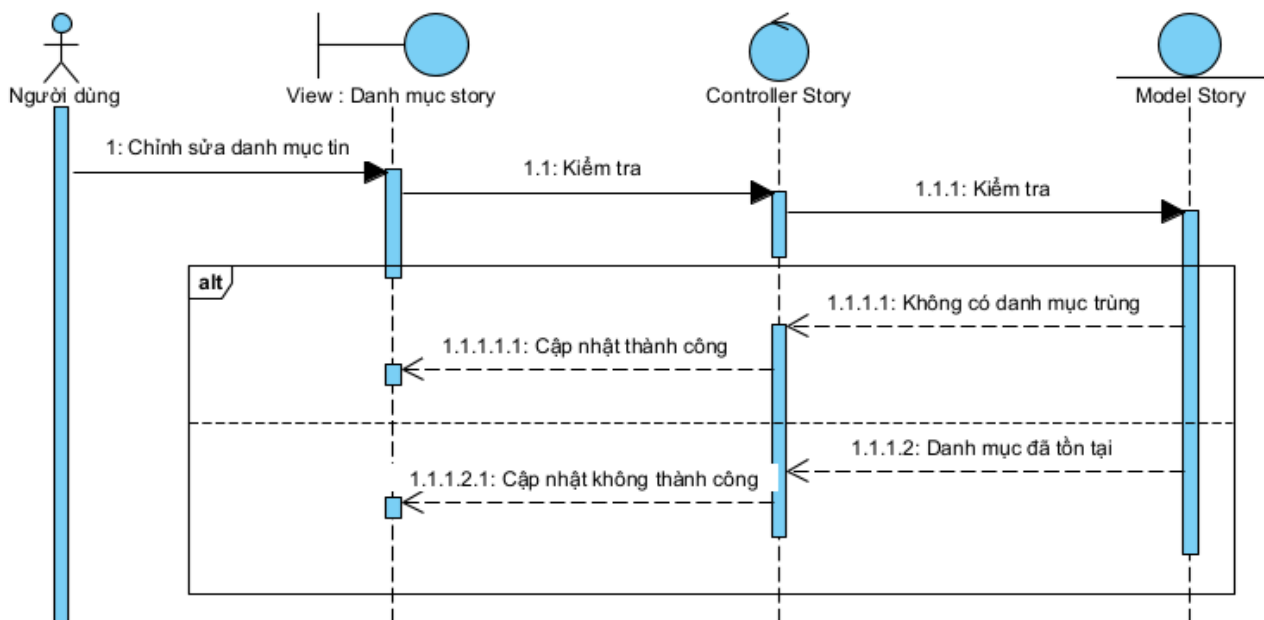 Người dùng
View : Danh mục story
Controller Story
Model Story
1: Chỉnh sửa danh mục tin
1.1: Kiểm tra
1.1.1: Kiểm tra
alt
1.1.1.1: Không có danh mục trùng
1.1.1.1.1: Cập nhật thành công
1.1.1.2: Danh mục đã tồn tại
1.1.1.2.1: Cập nhật không thành công